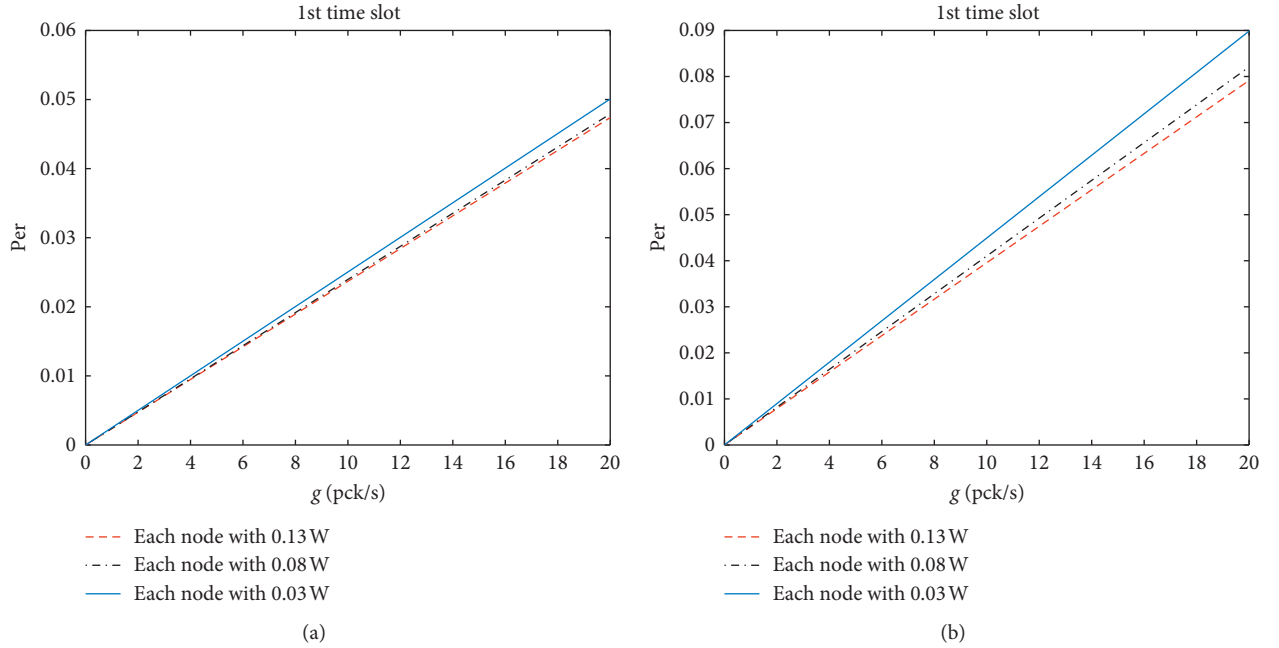 1st time slot
0.06
0.05
0.04
0.03
0.02
0.01
0
Per
0 2 4 6 8 10 12 14 16 18 20
g (pck/s)
Each node with 0.13 W
Each node with 0.08 W
Each node with 0.03 W
(a)
1st time slot
0.09
0.08
0.07
0.06
0.05
0.04
0.03
0.02
0.01
0
Per
0 2 4 6 8 10 12 14 16 18 20
g (pck/s)
Each node with 0.13 W
Each node with 0.08 W
Each node with 0.03 W
(b)